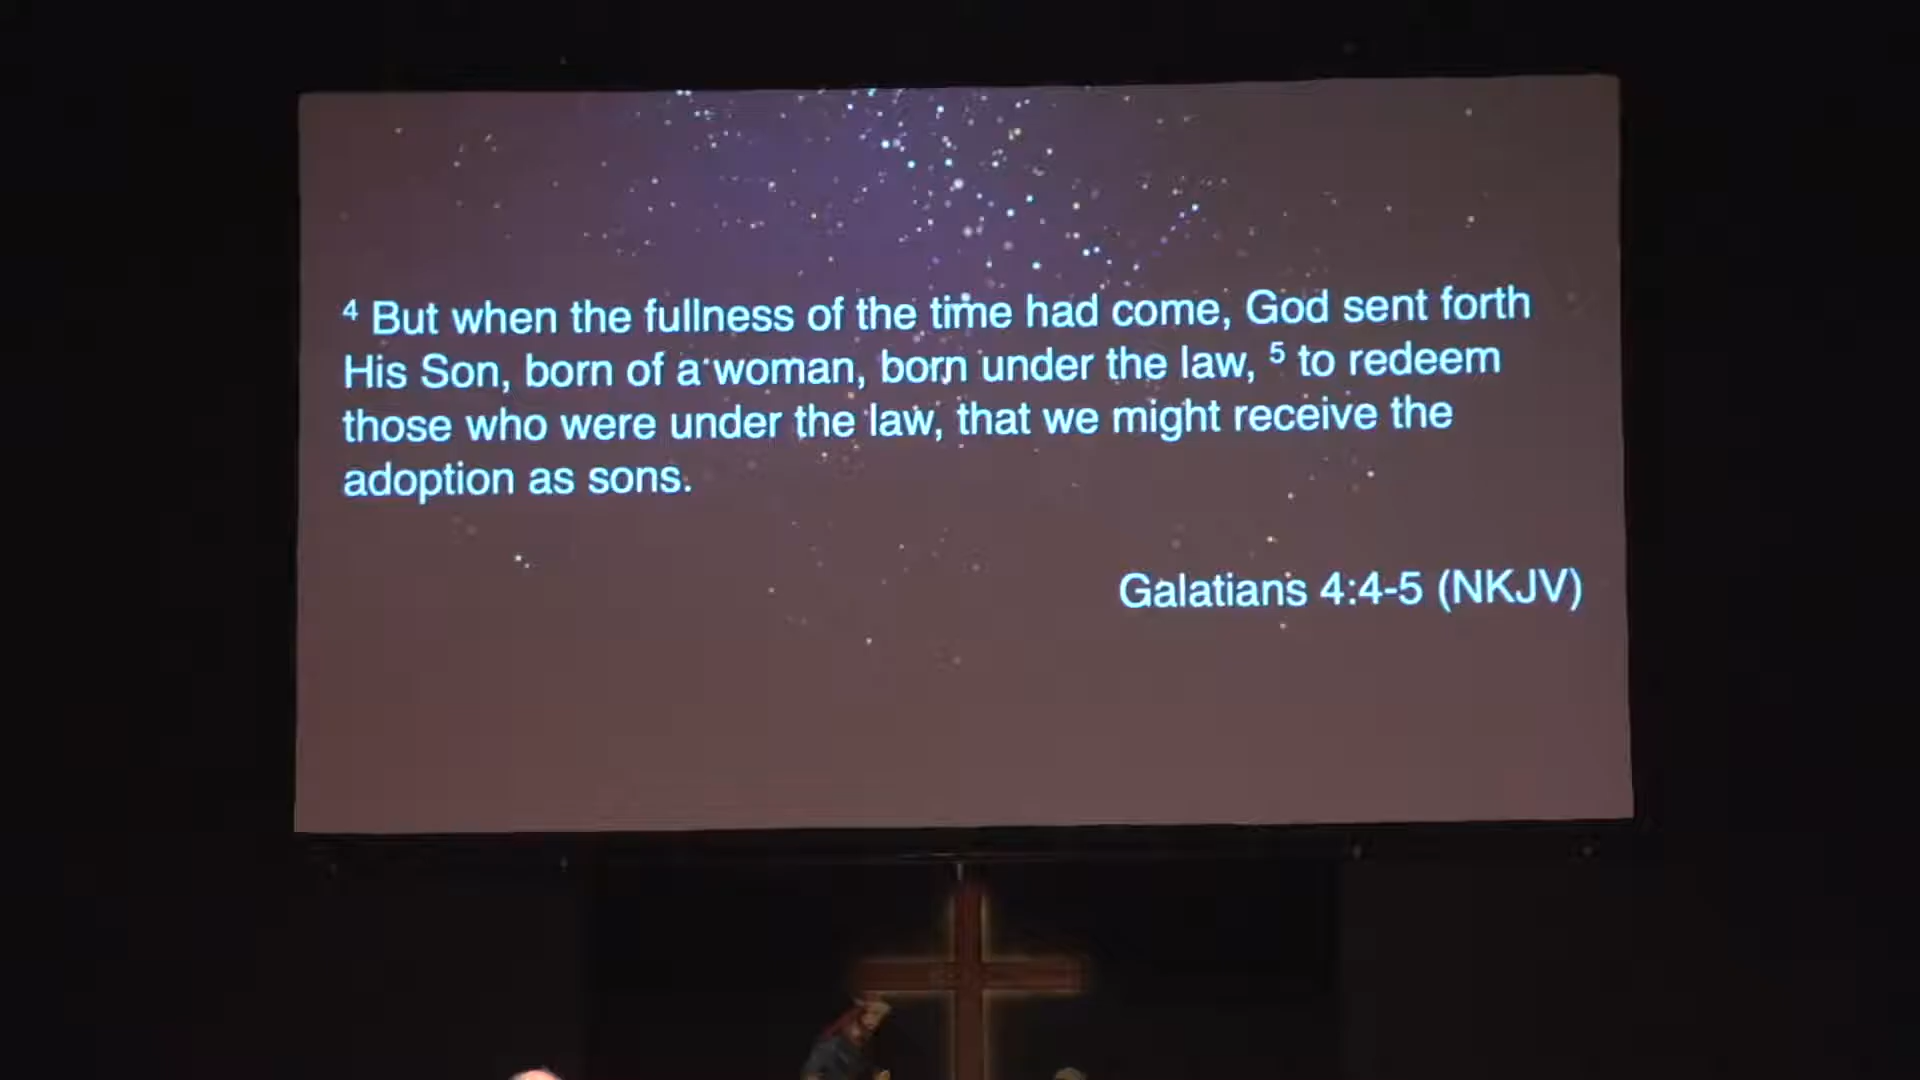 4 But when the fullness of the time had come, God sent forth
His Son, born of a woman, born under the law, 5 to redeem
those who were under the law, that we might receive the
adoption as sons.
Galatians 4:4-5 (NKJV)